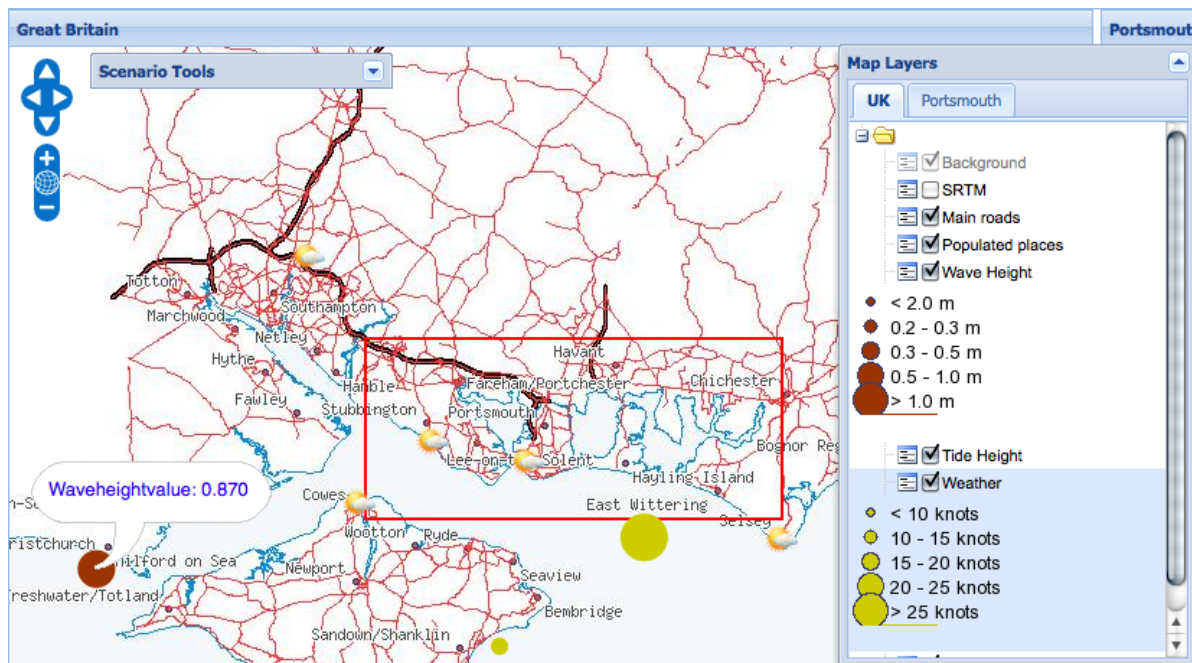 Great Britain
Portsmout
Scenario Tools
Map Layers
UK
Portsmouth
Background
SRTM
Main roads
Populated places
Wave Height
< 2.0 m
0.2 - 0.3 m
0.3 - 0.5 m
0.5 - 1.0 m
> 1.0 m
Tide Height
Weather
< 10 knots
10 - 15 knots
15 - 20 knots
20 - 25 knots
> 25 knots
Totton
Marchwood
Southampton
Netley
Hythe
Hamble
Fawley
Stubbington
Havant
Fareham/Portchester
Chichester
Portsmouth
Bognor Reg
Lee-on-t Solent
Hayling Island
Waveheightvalue: 0.870
Cowes
East Wittering
Selsey
Wootton
Ryde
ristchurch
Milford on Sea
Newport
Seaview
Freshwater/Totland
Bembridge
Sandown/Shanklin